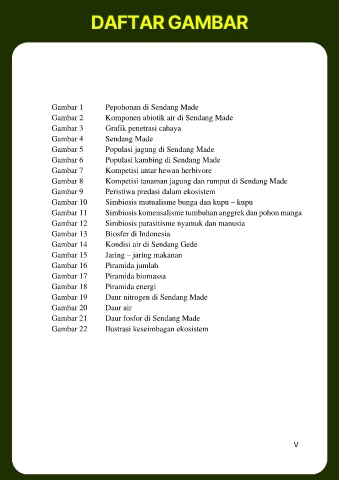 DAFTAR GAMBAR
Gambar 1 Pepohonan di Sendang Made
Gambar 2 Komponen abiotik air di Sendang Made
Gambar 3 Grafik penetrasi cahaya
Gambar 4 Sendang Made
Gambar 5 Populasi jagung di Sendang Made
Gambar 6 Populasi kambing di Sendang Made
Gambar 7 Kompetisi antar hewan herbivore
Gambar 8 Kompetisi tanaman jagung dan rumput di Sendang Made
Gambar 9 Peristiwa predasi dalam ekosistem
Gambar 10 Simbiosis mutualisme bunga dan kupu – kupu
Gambar 11 Simbiosis komensalisme tumbuhan anggrek dan pohon manga
Gambar 12 Simbiosis parasitisme nyamuk dan manusia
Gambar 13 Biosfer di Indonesia
Gambar 14 Kondisi air di Sendang Gede
Gambar 15 Jaring – jaring makanan
Gambar 16 Piramida jumlah
Gambar 17 Piramida biomassa
Gambar 18 Piramida energi
Gambar 19 Daur nitrogen di Sendang Made
Gambar 20 Daur air
Gambar 21 Daur fosfor di Sendang Made
Gambar 22 Ilustrasi keseimbagan ekosistem
V